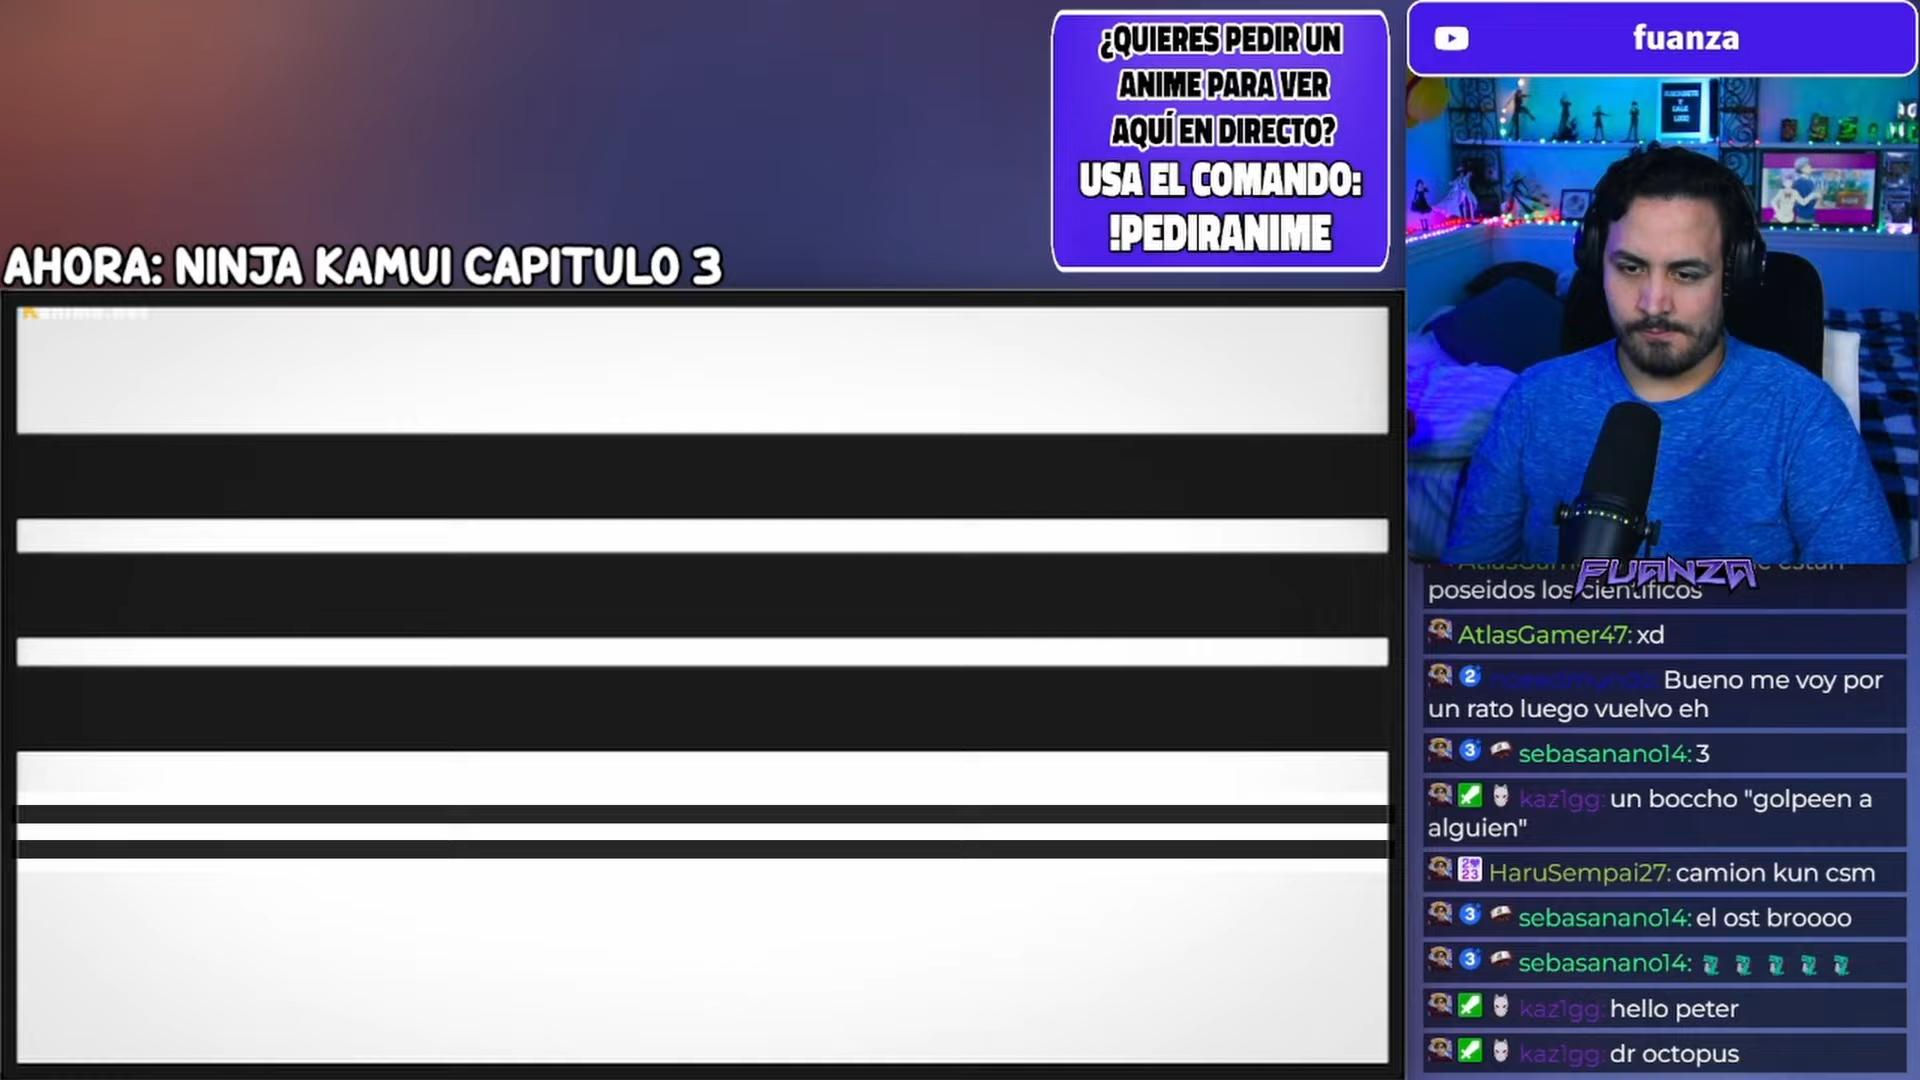 ¿QUIERES PEDIR UN
ANIME PARA VER
AQUÍ EN DIRECTO?
USA EL COMANDO:
!PEDIRANIME
fuanza
AHORA: NINJA KAMUI CAPITULO 3
FUANZA
poseidos los cientificos
AtlasGamer47: xd
Bueno me voy por
un rato luego vuelvo eh
sebasanano14: 3
kaz1gg: un boccho "golpeen a
alguien"
HaruSempai27: camion kun csm
sebasanano14: el ost broooo
sebasanano14:
kaz1gg: hello peter
kaz1gg: dr octopus